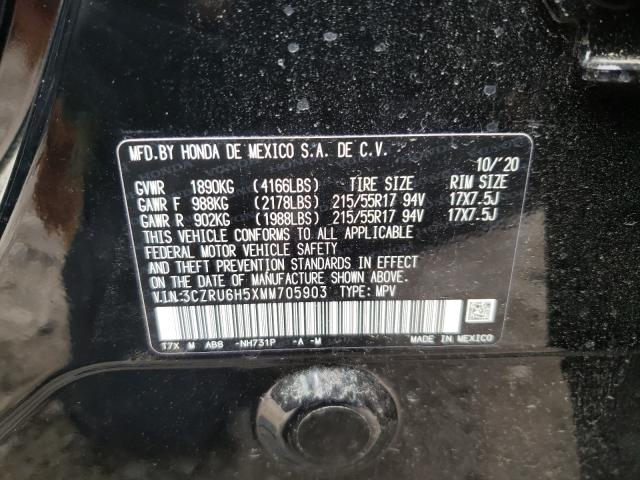 MFD.BY HONDA DE MEXICO S.A. DE C.V.
10/'20
GVWR 1890KG (4166LBS) TIRE SIZE RIM SIZE
GAWR F 988KG (2178LBS) 215/55R17 94V 17X7.5J
GAWR R 902KG (1988LBS) 215/55R17 94V 17X7.5J
THIS VEHICLE CONFORMS TO ALL APPLICABLE
FEDERAL MOTOR VEHICLE SAFETY
AND THEFT PREVENTION STANDARDS IN EFFECT
ON THE DATE OF MANUFACTURE SHOWN ABOVE.
V.I.N.:3CZRU6H5XMM705903 TYPE: MPV
T7X M ABB -NH731P -A -M MADE IN MEXICO